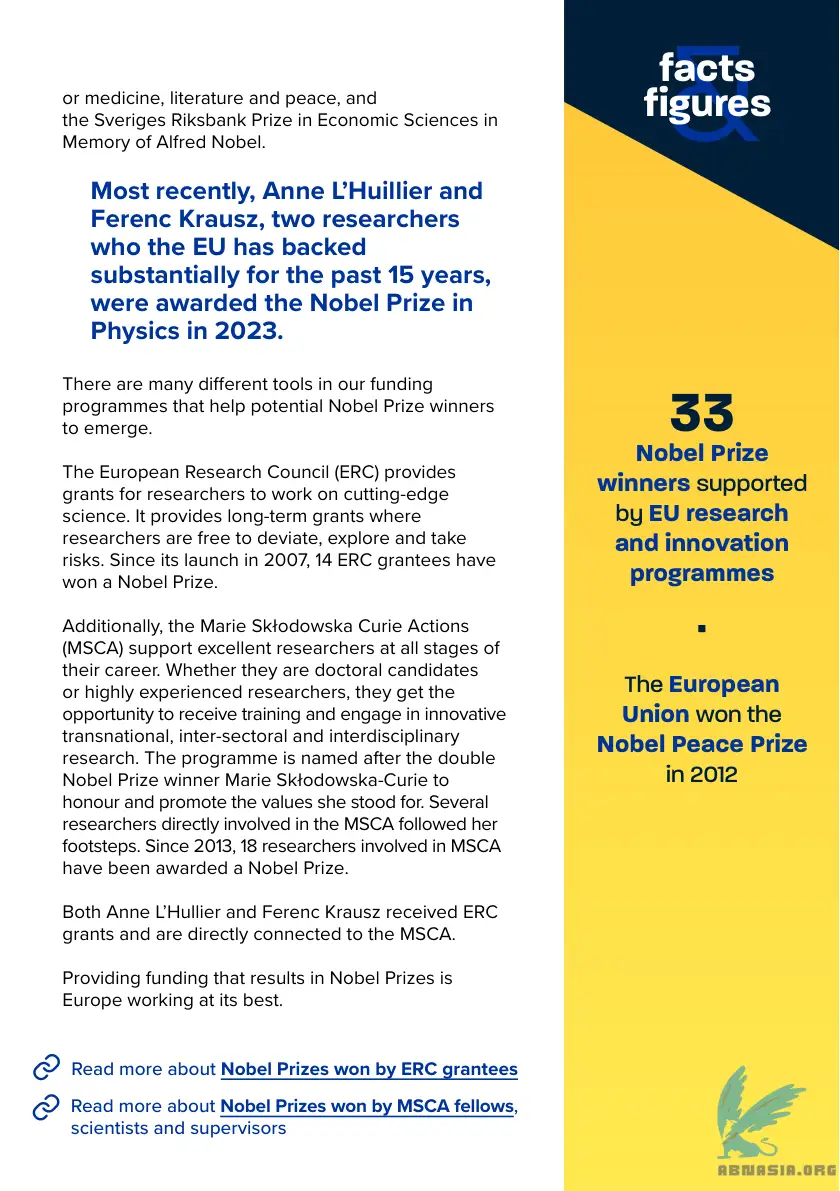 or medicine, literature and peace, and
the Sveriges Riksbank Prize in Economic Sciences in
Memory of Alfred Nobel.
Most recently, Anne L’Huillier and
Ferenc Krausz, two researchers
who the EU has backed
substantially for the past 15 years,
were awarded the Nobel Prize in
Physics in 2023.
There are many different tools in our funding
programmes that help potential Nobel Prize winners
to emerge.
The European Research Council (ERC) provides
grants for researchers to work on cutting-edge
science. It provides long-term grants where
researchers are free to deviate, explore and take
risks. Since its launch in 2007, 14 ERC grantees have
won a Nobel Prize.
Additionally, the Marie Skłodowska Curie Actions
(MSCA) support excellent researchers at all stages of
their career. Whether they are doctoral candidates
or highly experienced researchers, they get the
opportunity to receive training and engage in innovative
transnational, inter-sectoral and interdisciplinary
research. The programme is named after the double
Nobel Prize winner Marie Skłodowska-Curie to
honour and promote the values she stood for. Several
researchers directly involved in the MSCA followed her
footsteps. Since 2013, 18 researchers involved in MSCA
have been awarded a Nobel Prize.
Both Anne L’Hullier and Ferenc Krausz received ERC
grants and are directly connected to the MSCA.
Providing funding that results in Nobel Prizes is
Europe working at its best.
Read more about Nobel Prizes won by ERC grantees
Read more about Nobel Prizes won by MSCA fellows,
scientists and supervisors
facts
&
figures
33
Nobel Prize
winners supported
by EU research
and innovation
programmes
The European
Union won the
Nobel Peace Prize
in 2012
ABNASIA.ORG